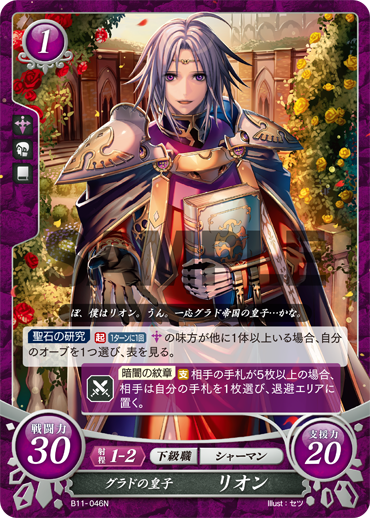 1
SAMPLE
ぼ、僕はリオン。うん。一応グラド帝国の皇子…かな。
聖石の研究 起 1ターンに1回 の味方が他に1体以上いる場合、自分
のオーブを1つ選び、表を見る。
暗闇の紋章 支 相手の手札が5枚以上の場合、
相手は自分の手札を1枚選び、退避エリアに
置く。
戦闘力
30
射程 1-2 下級職 シャーマン
支援力
20
グラドの皇子 リオン
B11-046N
Illust:セツ